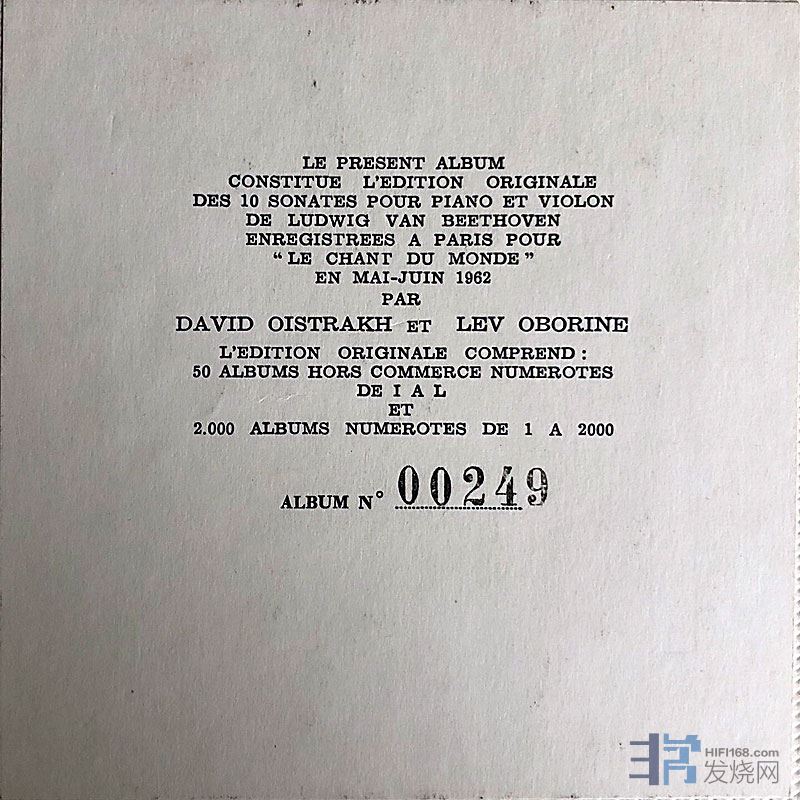 LE PRESENT ALBUM
CONSTITUE L'EDITION ORIGINALE
DES 10 SONATES POUR PIANO ET VIOLON
DE LUDWIG VAN BEETHOVEN
ENREGISTREES A PARIS POUR
“LE CHANT DU MONDE”
EN MAI-JUIN 1962
PAR
DAVID OISTRAKH ET LEV OBORINE
L'EDITION ORIGINALE COMPREND :
50 ALBUMS HORS COMMERCE NUMEROTES
DE I A L
ET
2.000 ALBUMS NUMEROTES DE 1 A 2000
ALBUM N° 00249
HIFI168.com
发烧网